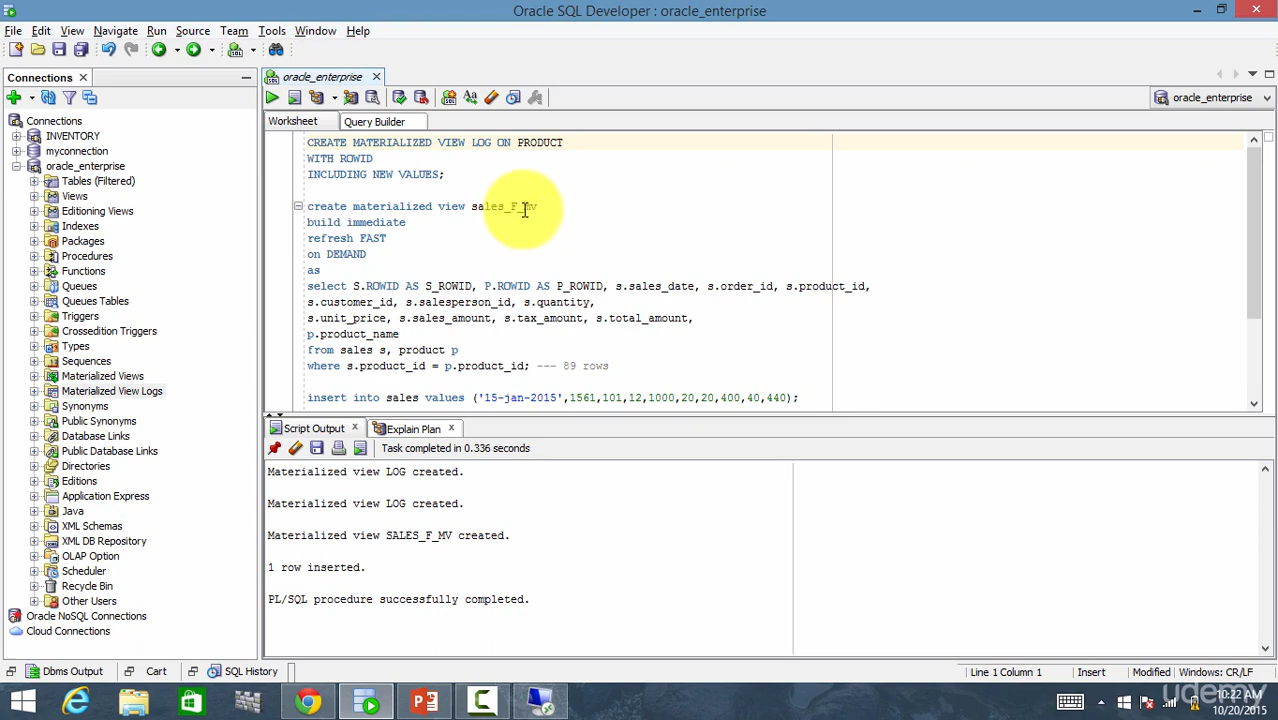 Oracle SQL Developer : oracle_enterprise
File Edit View Navigate Run Source Team Tools Window Help
Connections
oracle_enterprise
oracle_enterprise
Worksheet Query Builder
Connections
INVENTORY
myconnection
oracle_enterprise
Tables (Filtered)
Views
Editioning Views
Indexes
Packages
Procedures
Functions
Queues
Queues Tables
Triggers
Crossedition Triggers
Types
Sequences
Materialized Views
Materialized View Logs
Synonyms
Public Synonyms
Database Links
Public Database Links
Directories
Editions
Application Express
Java
XML Schemas
XML DB Repository
OLAP Option
Scheduler
Recycle Bin
Other Users
Oracle NoSQL Connections
Cloud Connections
CREATE MATERIALIZED VIEW LOG ON PRODUCT
WITH ROWID
INCLUDING NEW VALUES;
create materialized view sales_F_mv
build immediate
refresh FAST
on DEMAND
as
select S.ROWID AS S_ROWID, P.ROWID AS P_ROWID, s.sales_date, s.order_id, s.product_id,
s.customer_id, s.salesperson_id, s.quantity,
s.unit_price, s.sales_amount, s.tax_amount, s.total_amount,
p.product_name
from sales s, product p
where s.product_id = p.product_id; --- 89 rows
insert into sales values ('15-jan-2015',1561,101,12,1000,20,20,400,40,440);
Script Output Explain Plan
Task completed in 0.336 seconds
Materialized view LOG created.
Materialized view LOG created.
Materialized view SALES_F_MV created.
1 row inserted.
PL/SQL procedure successfully completed.
Dbms Output Cart SQL History
Line 1 Column 1 Insert Modified Windows: CR/LF
udemy
10:22 AM
10/20/2015